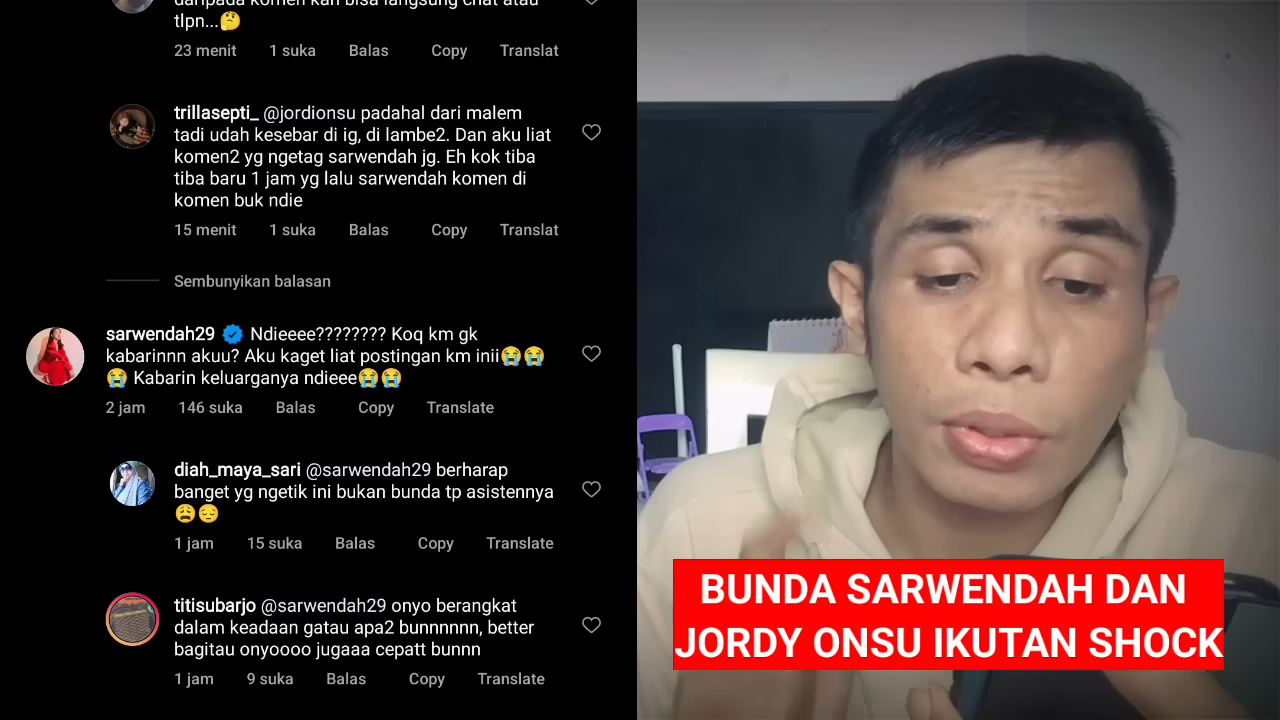 daripada komen kan bisa langsung chat atau
tlpn...🤔
23 menit 1 suka Balas Copy Translat
trillasepti_ @jordionsu padahal dari malem
tadi udah kesebar di ig, di lambe2. Dan aku liat
komen2 yg ngetag sarwendah jg. Eh kok tiba
tiba baru 1 jam yg lalu sarwendah komen di
komen buk ndie
15 menit 1 suka Balas Copy Translat
Sembunyikan balasan
sarwendah29 Ndieeee???????? Koq km gk
kabarinnn akuu? Aku kaget liat postingan km inii😭😭
😭 Kabarin keluarganya ndieee😭😭
2 jam 146 suka Balas Copy Translate
diah_maya_sari @sarwendah29 berharap
banget yg ngetik ini bukan bunda tp asistennya
😩😔
1 jam 15 suka Balas Copy Translate
titisubarjo @sarwendah29 onyo berangkat
dalam keadaan gatau apa2 bunnnnnn, better
bagitau onyoooo jugaaa cepatt bunnn
1 jam 9 suka Balas Copy Translate
BUNDA SARWENDAH DAN
JORDY ONSU IKUTAN SHOCK